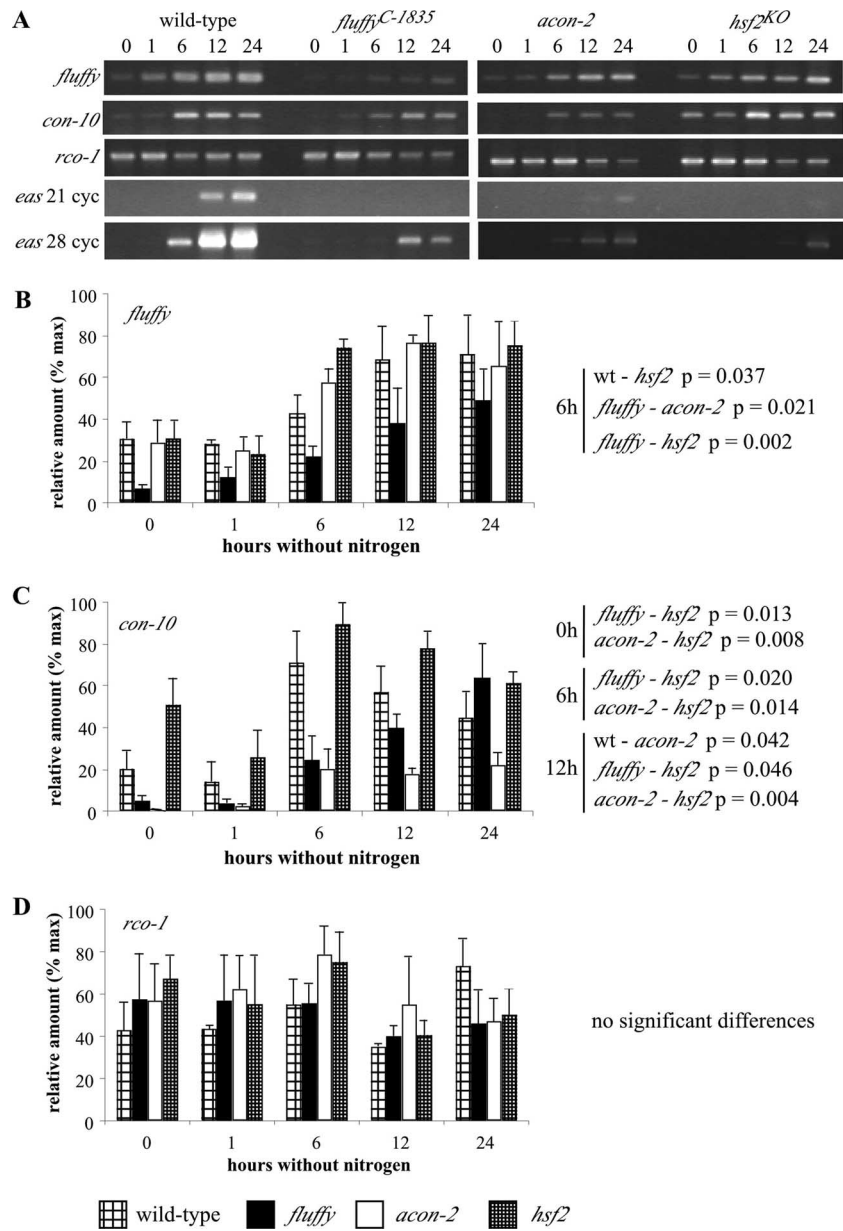 A
wild-type fluffy^C-1835 acon-2 hsf2^KO
0 1 6 12 24 0 1 6 12 24 0 1 6 12 24 0 1 6 12 24
fluffy
con-10
rco-1
eas 21 cyc
eas 28 cyc
B
fluffy
relative amount (% max)
100
80
60
40
20
0
0 1 6 12 24
hours without nitrogen
6h
wt - hsf2 p = 0.037
fluffy - acon-2 p = 0.021
fluffy - hsf2 p = 0.002
C
con-10
relative amount (% max)
100
80
60
40
20
0
0 1 6 12 24
hours without nitrogen
0h
fluffy - hsf2 p = 0.013
acon-2 - hsf2 p = 0.008
6h
fluffy - hsf2 p = 0.020
acon-2 - hsf2 p = 0.014
12h
wt - acon-2 p = 0.042
fluffy - hsf2 p = 0.046
acon-2 - hsf2 p = 0.004
D
rco-1
relative amount (% max)
100
80
60
40
20
0
0 1 6 12 24
hours without nitrogen
no significant differences
wild-type fluffy acon-2 hsf2